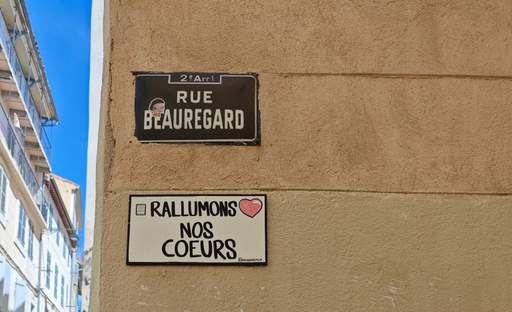 2e Arrt
RUE
BEAUREGARD
RALLUMONS
NOS
COEURS